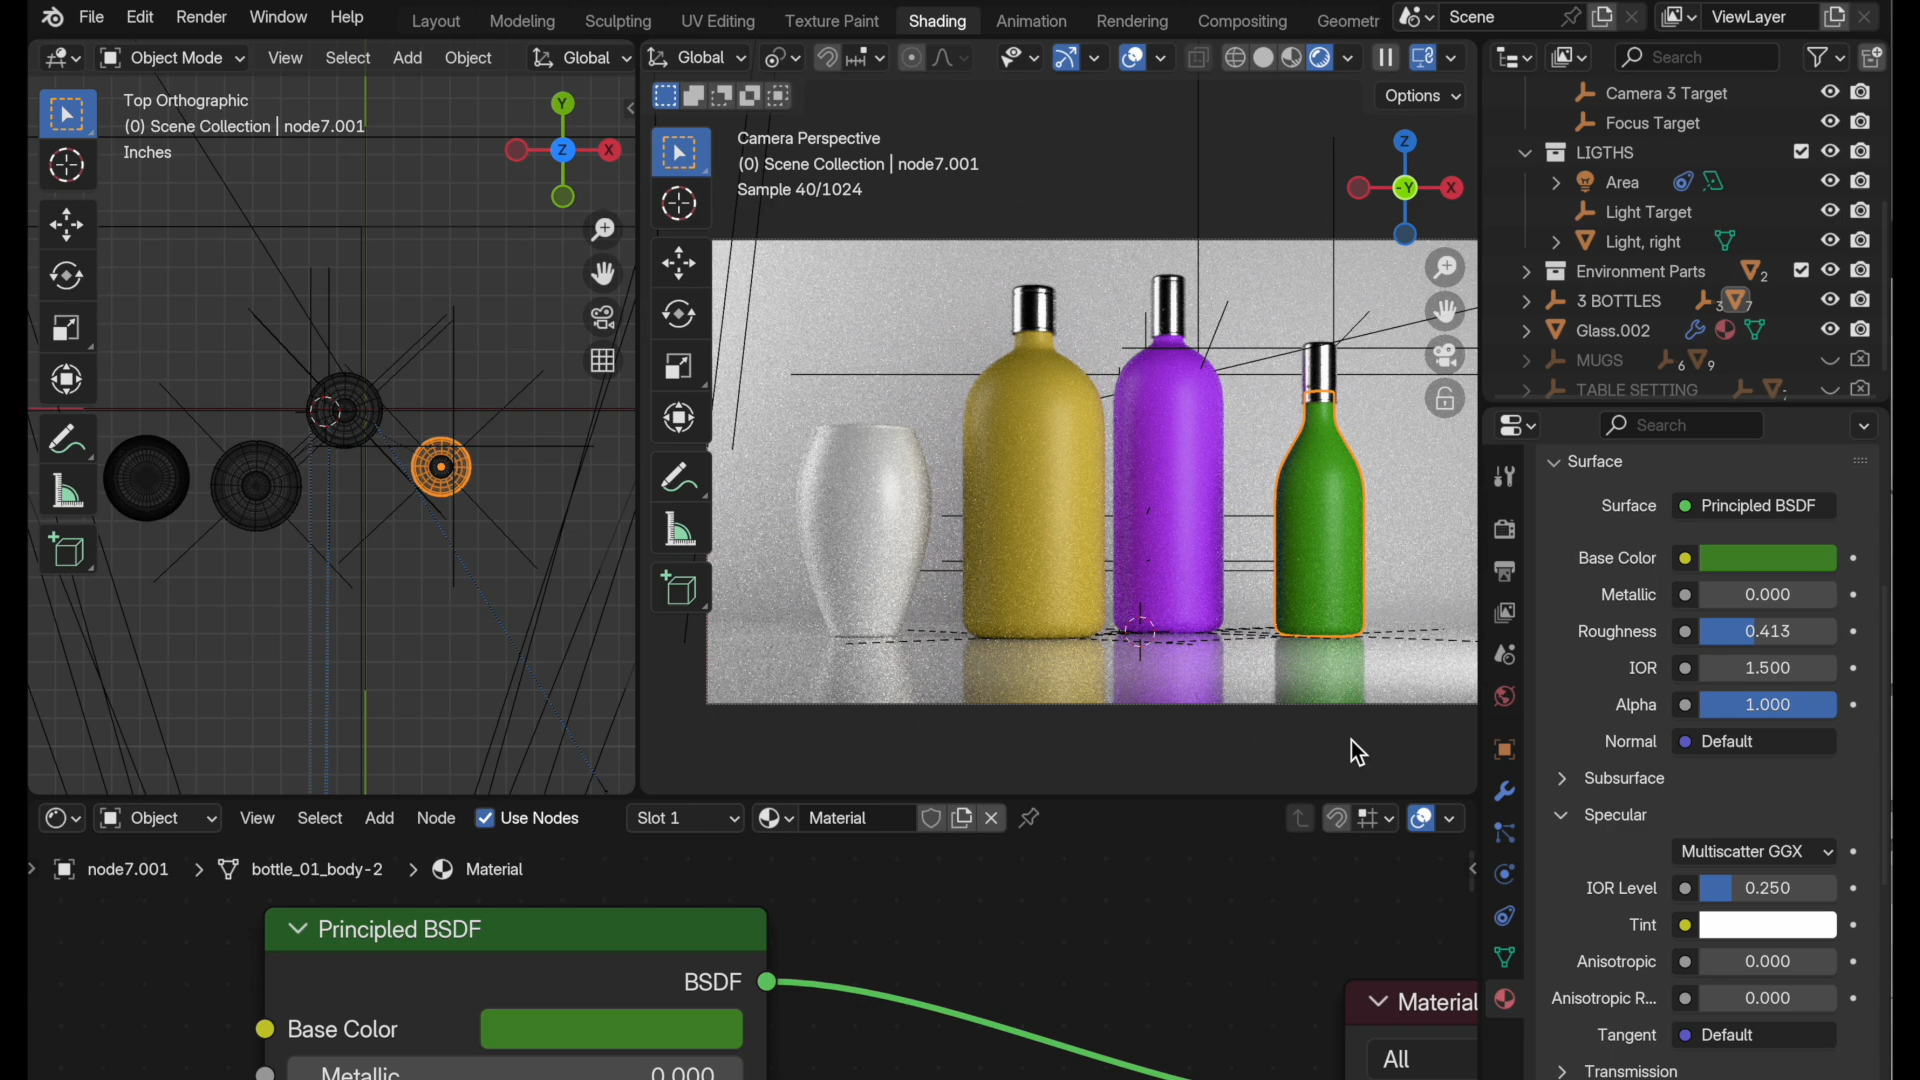 File Edit Render Window Help Layout Modeling Sculpting UV Editing Texture Paint Shading Animation Rendering Compositing Geometr Scene ViewLayer
Object Mode View Select Add Object Global
Top Orthographic
(0) Scene Collection | node7.001
Inches
Y
Z
X
Global
Options
Camera Perspective
(0) Scene Collection | node7.001
Sample 40/1024
Z
-Y
X
Search
Camera 3 Target
Focus Target
LIGTHS
Area
Light Target
Light, right
Environment Parts 2
3 BOTTLES 3 7
Glass.002
MUGS 6 9
TABLE SETTING
Search
Surface
Surface Principled BSDF
Base Color
Metallic 0.000
Roughness 0.413
IOR 1.500
Alpha 1.000
Normal Default
Subsurface
Specular
Multiscatter GGX
IOR Level 0.250
Tint
Anisotropic 0.000
Anisotropic R... 0.000
Tangent Default
Transmission
Object View Select Add Node Use Nodes Slot 1 Material
node7.001 bottle_01_body-2 Material
Principled BSDF
BSDF
Base Color
Metallic 0.000
Material
All